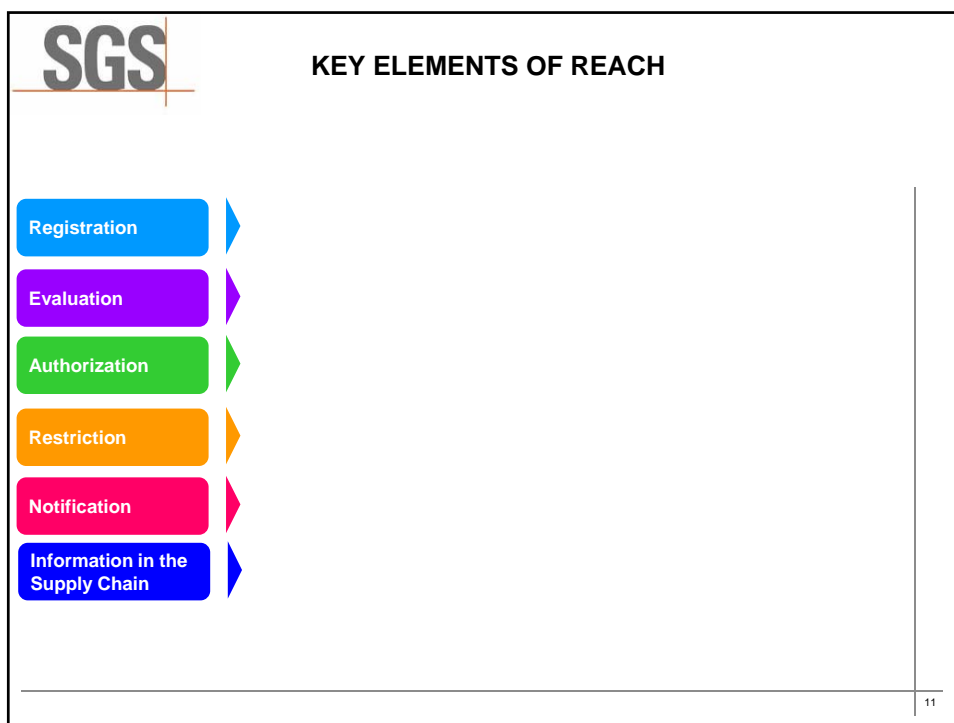 SGS
KEY ELEMENTS OF REACH
Registration
Evaluation
Authorization
Restriction
Notification
Information in the
Supply Chain
11